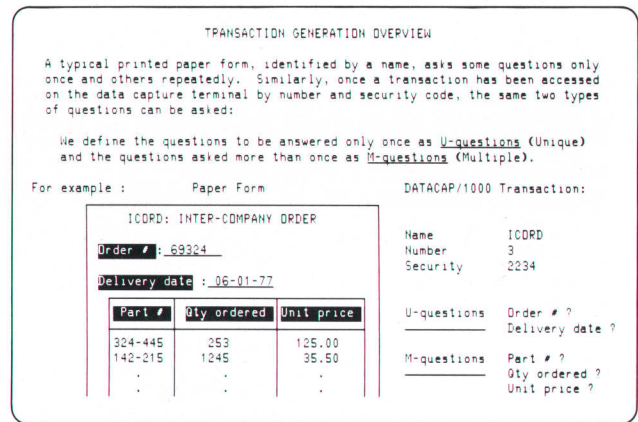 TRANSACTION GENERATION OVERVIEW
A typical printed paper form, identified by a name, asks some questions only
once and others repeatedly. Similarly, once a transaction has been accessed
on the data capture terminal by number and security code, the same two types
of questions can be asked:
We define the questions to be answered only once as U-questions (Unique)
and the questions asked more than once as M-questions (Multiple).
For example : Paper Form DATACAP/1000 Transaction:
ICORD: INTER-COMPANY ORDER
Order # : 69324
Delivery date : 06-01-77
Part # Qty ordered Unit price
324-445 253 125.00
142-215 1245 35.50
. . .
. . .
Name ICORD
Number 3
Security 2234
U-questions Order # ?
Delivery date ?
M-questions Part # ?
Qty ordered ?
Unit price ?